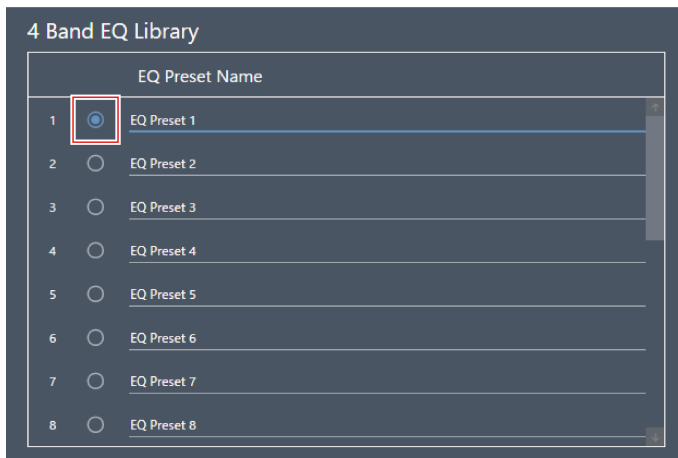 4 Band EQ Library
EQ Preset Name
1 EQ Preset 1
2 EQ Preset 2
3 EQ Preset 3
4 EQ Preset 4
5 EQ Preset 5
6 EQ Preset 6
7 EQ Preset 7
8 EQ Preset 8